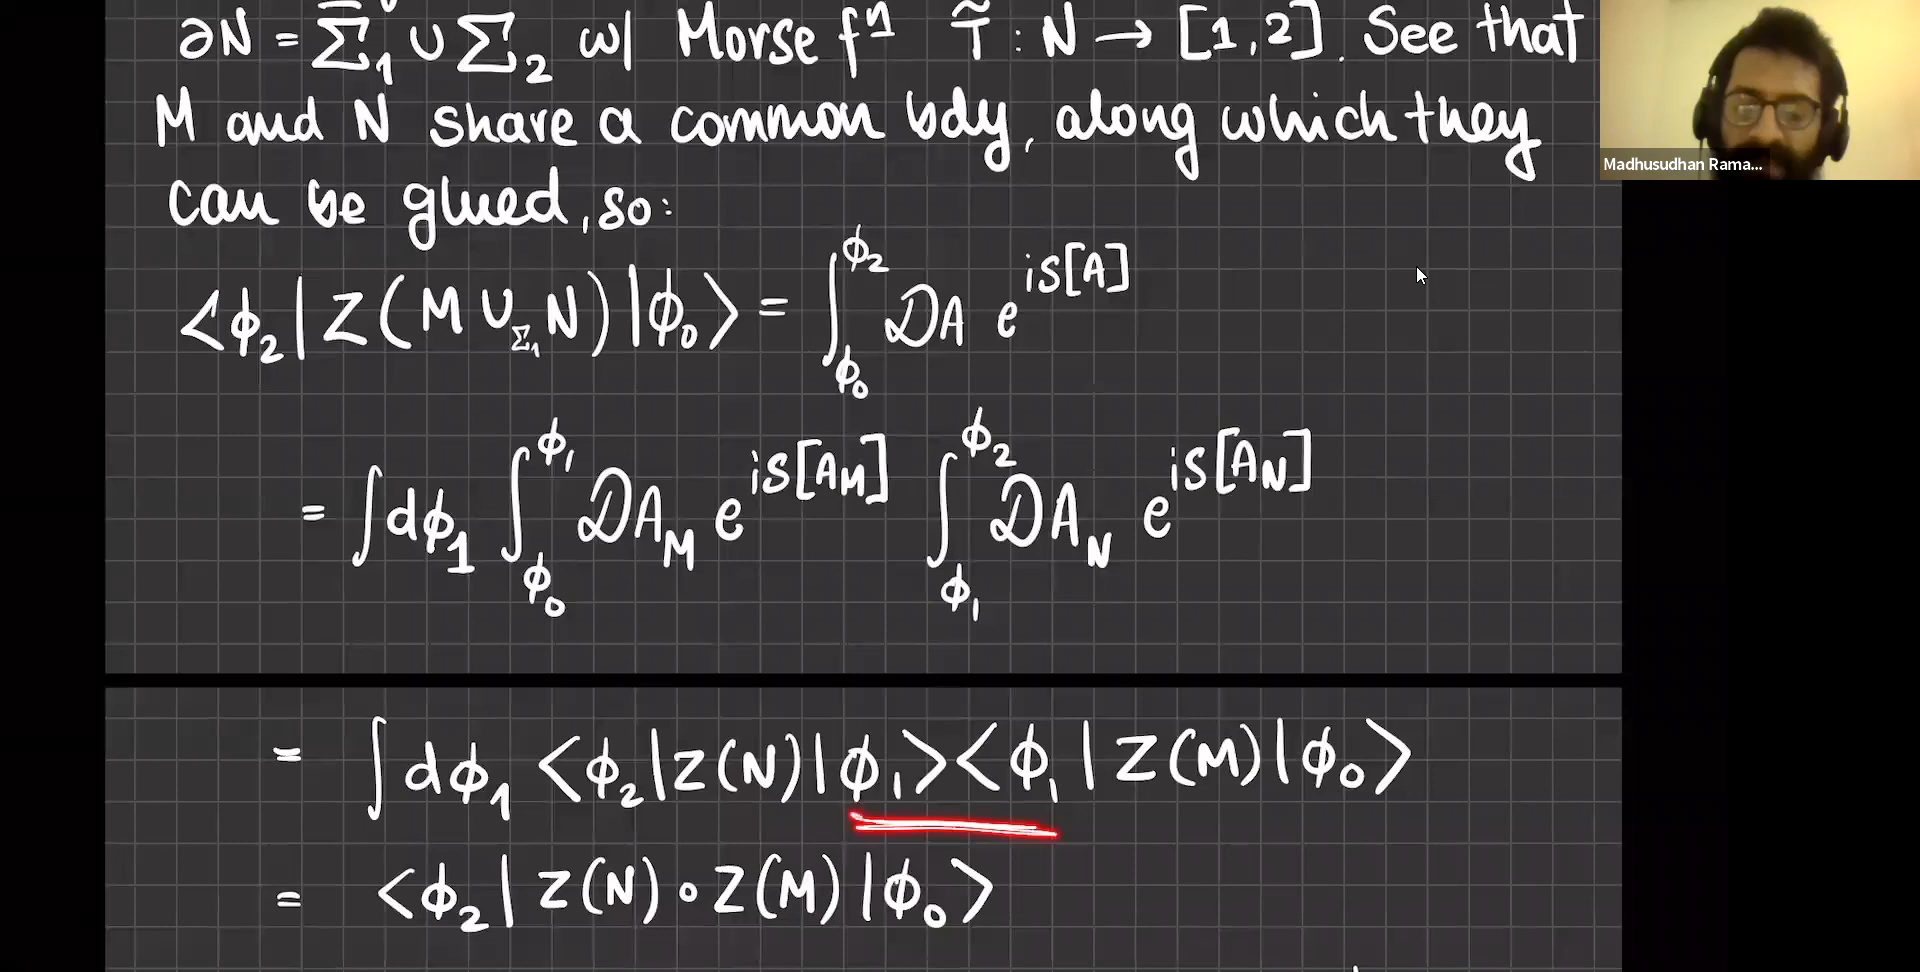 ∂N = Σ̅₁ ∪ Σ₂ w/ Morse fⁿ T̃ : N → [1,2]. See that
M and N share a common bdy, along which they
can be glued, so:
<ϕ₂| Z(M ∪_Σ₁ N) |ϕ₀> = ∫_ϕ₀^ϕ₂ 𝒟A e^{iS[A]}
= ∫dϕ₁ ∫_ϕ₀^ϕ₁ 𝒟A_M e^{iS[A_M]} ∫_ϕ₁^ϕ₂ 𝒟A_N e^{iS[A_N]}
= ∫dϕ₁ <ϕ₂|Z(N)|ϕ₁><ϕ₁|Z(M)|ϕ₀>
= <ϕ₂| Z(N)∘Z(M) |ϕ₀>
Madhusudhan Rama...